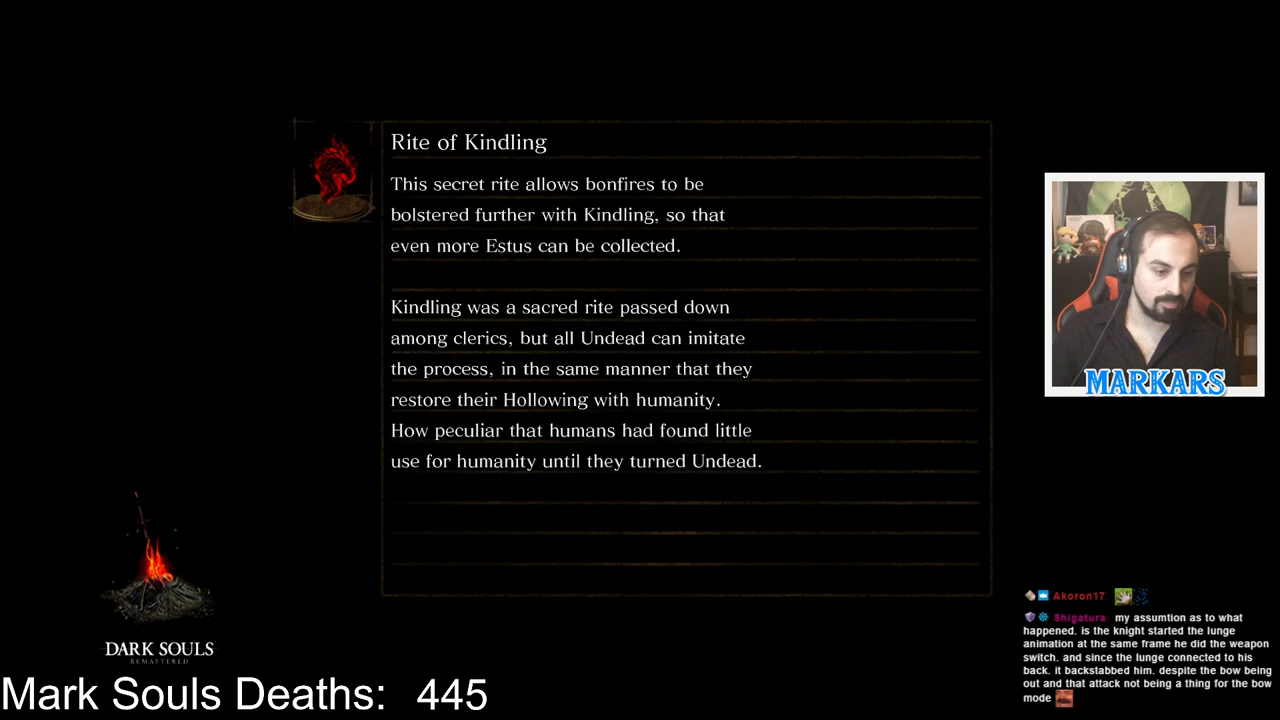 Rite of Kindling
This secret rite allows bonfires to be
bolstered further with Kindling, so that
even more Estus can be collected.
Kindling was a sacred rite passed down
among clerics, but all Undead can imitate
the process, in the same manner that they
restore their Hollowing with humanity.
How peculiar that humans had found little
use for humanity until they turned Undead.
MARKARS
DARK SOULS
REMASTERED
Mark Souls Deaths: 445
Akoron17
Shigatura my assumtion as to what
happened. is the knight started the lunge
animation at the same frame he did the weapon
switch. and since the lunge connected to his
back. it backstabbed him. despite the bow being
out and that attack not being a thing for the bow
mode